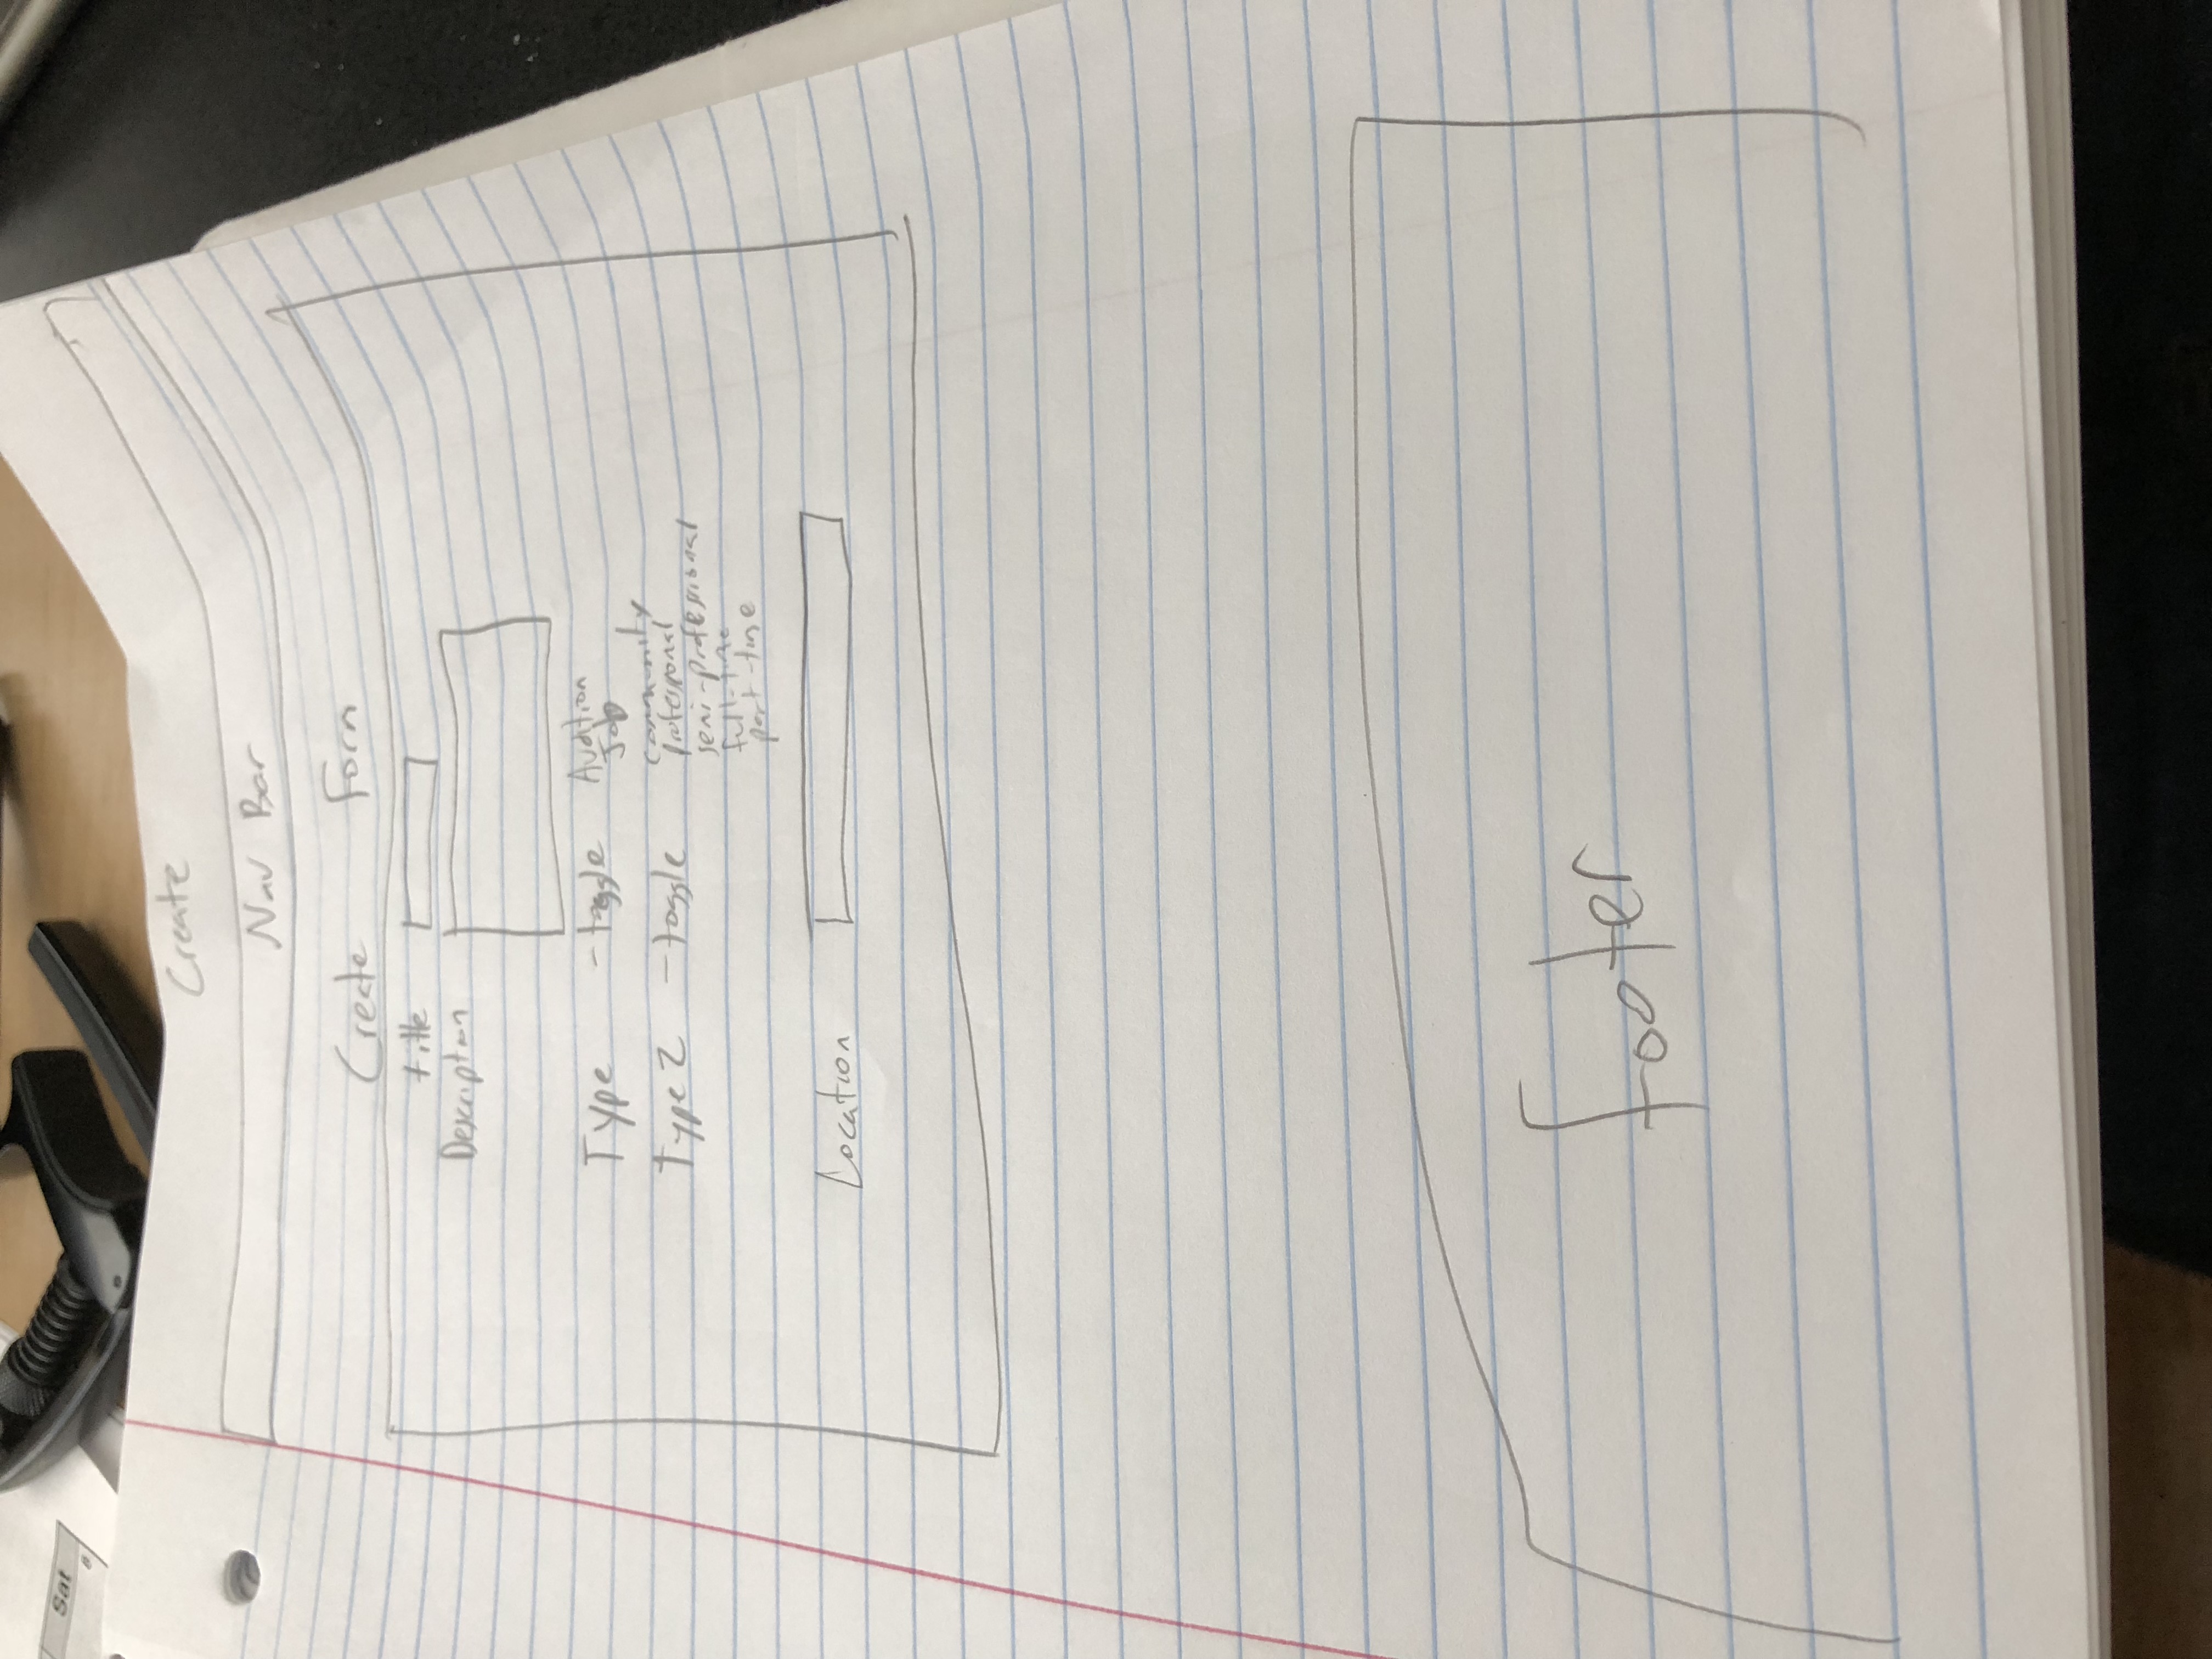 Sat
8
Create
Nav Bar
Create Form
title
Description
Type - toggle Audition
Job
Type 2 - toggle community
professional
semi-professional
full-time
part-time
Location
footer